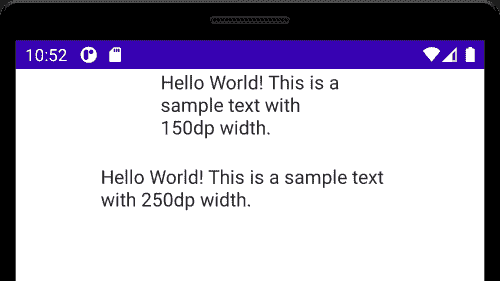 10:52
Hello World! This is a
sample text with
150dp width.
Hello World! This is a sample text
with 250dp width.